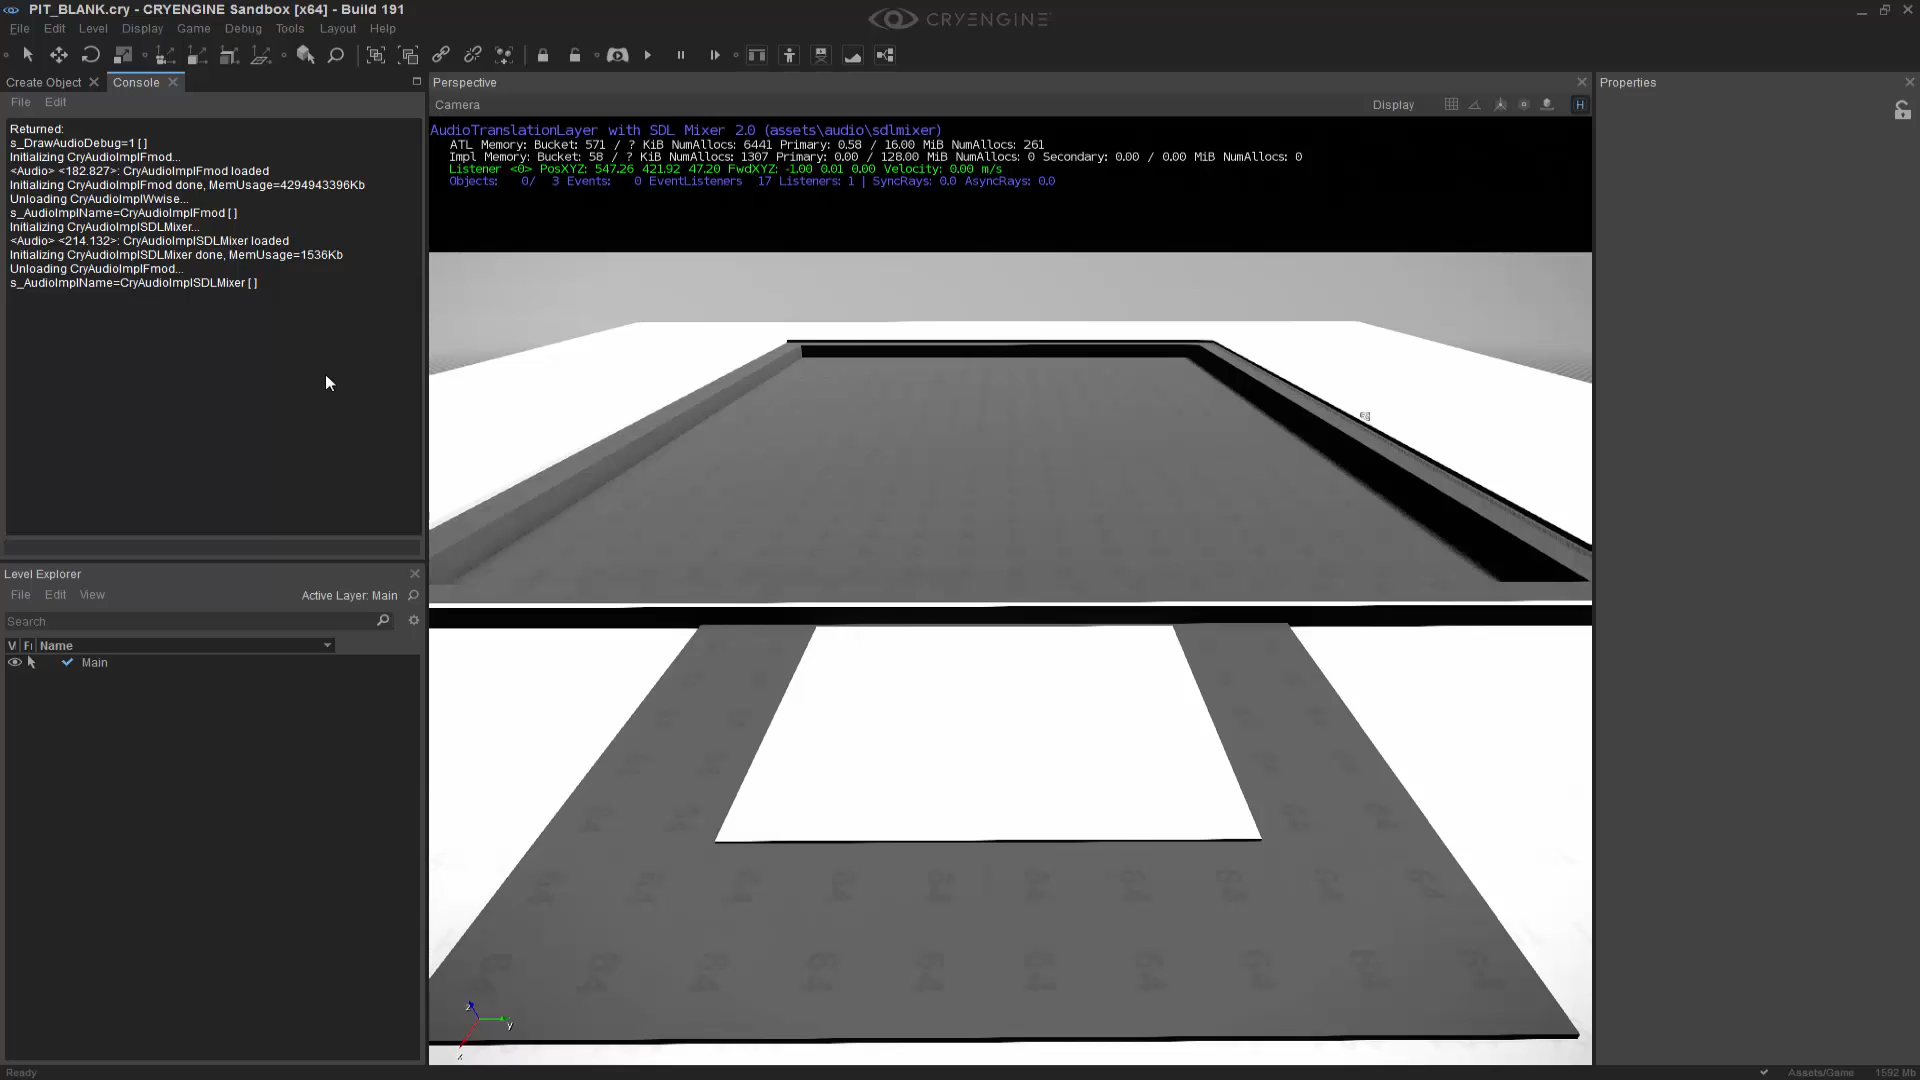 PIT_BLANK.cry - CRYENGINE Sandbox [x64] - Build 191
CRYENGINE
File Edit Level Display Game Debug Tools Layout Help
Create Object
Console
File Edit
Returned:
s_DrawAudioDebug=1 [ ]
Initializing CryAudioImplFmod...
<Audio> <182.827>: CryAudioImplFmod loaded
Initializing CryAudioImplFmod done, MemUsage=4294943396Kb
Unloading CryAudioImplWwise...
s_AudioImplName=CryAudioImplFmod [ ]
Initializing CryAudioImplSDLMixer...
<Audio> <214.132>: CryAudioImplSDLMixer loaded
Initializing CryAudioImplSDLMixer done, MemUsage=1536Kb
Unloading CryAudioImplFmod...
s_AudioImplName=CryAudioImplSDLMixer [ ]
Level Explorer
File Edit View
Active Layer: Main
Search
V Fr Name
Main
Perspective
Camera
Display
H
AudioTranslationLayer with SDL Mixer 2.0 (assets\audio\sdlmixer)
ATL Memory: Bucket: 571 / ? KiB NumAllocs: 6441 Primary: 0.58 / 16.00 MiB NumAllocs: 261
Impl Memory: Bucket: 58 / ? KiB NumAllocs: 1307 Primary: 0.00 / 128.00 MiB NumAllocs: 0 Secondary: 0.00 / 0.00 MiB NumAllocs: 0
Listener <0> PosXYZ: 547.26 421.92 47.20 FwdXYZ: -1.00 0.01 0.00 Velocity: 0.00 m/s
Objects: 0/ 3 Events: 0 EventListeners 17 Listeners: 1 | SyncRays: 0.0 AsyncRays: 0.0
z
y
x
Properties
Ready
Assets/Game
1592 Mb